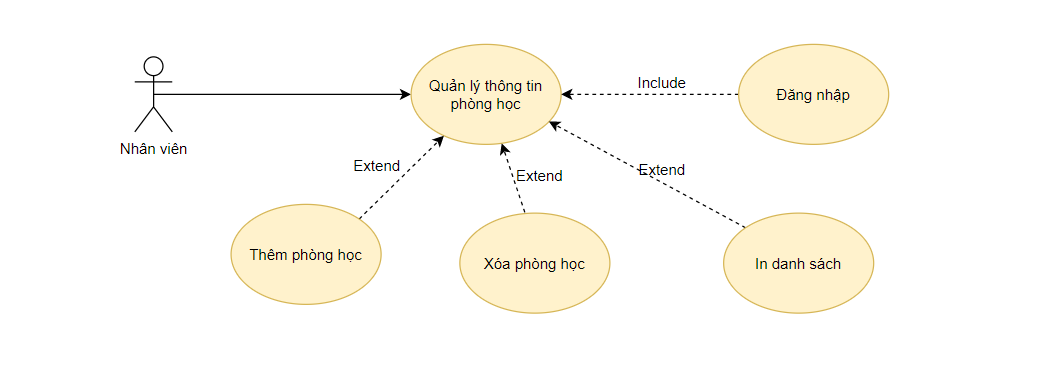 Nhân viên
Quản lý thông tin
phòng học
Include
Đăng nhập
Extend
Extend
Extend
Thêm phòng học
Xóa phòng học
In danh sách